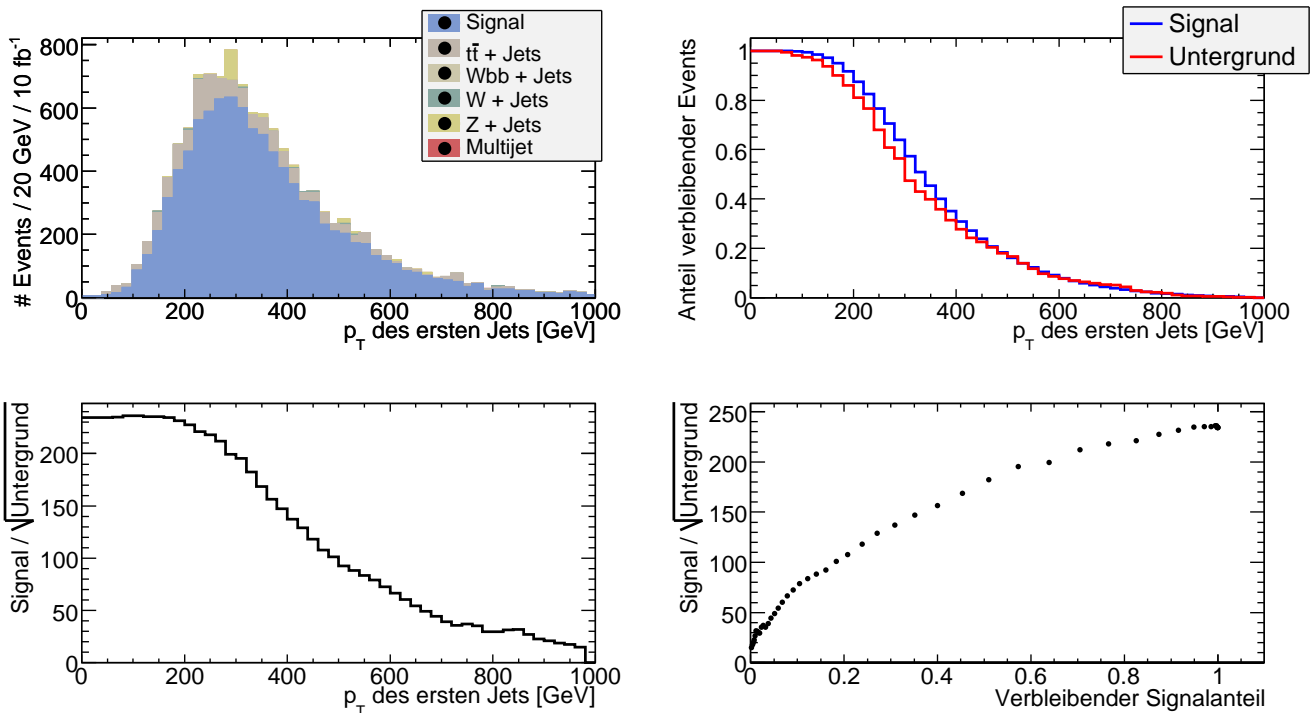 Signal
tt̄ + Jets
Wbb + Jets
W + Jets
Z + Jets
Multijet
# Events / 20 GeV / 10 fb⁻¹
800
600
400
200
0
0 200 400 600 800 1000
p_T des ersten Jets [GeV]
Signal
Untergrund
Anteil verbleibender Events
1
0.8
0.6
0.4
0.2
0
0 200 400 600 800 1000
p_T des ersten Jets [GeV]
Signal / √Untergrund
200
150
100
50
0
0 200 400 600 800 1000
p_T des ersten Jets [GeV]
Signal / √Untergrund
250
200
150
100
50
0
0 0.2 0.4 0.6 0.8 1
Verbleibender Signalanteil